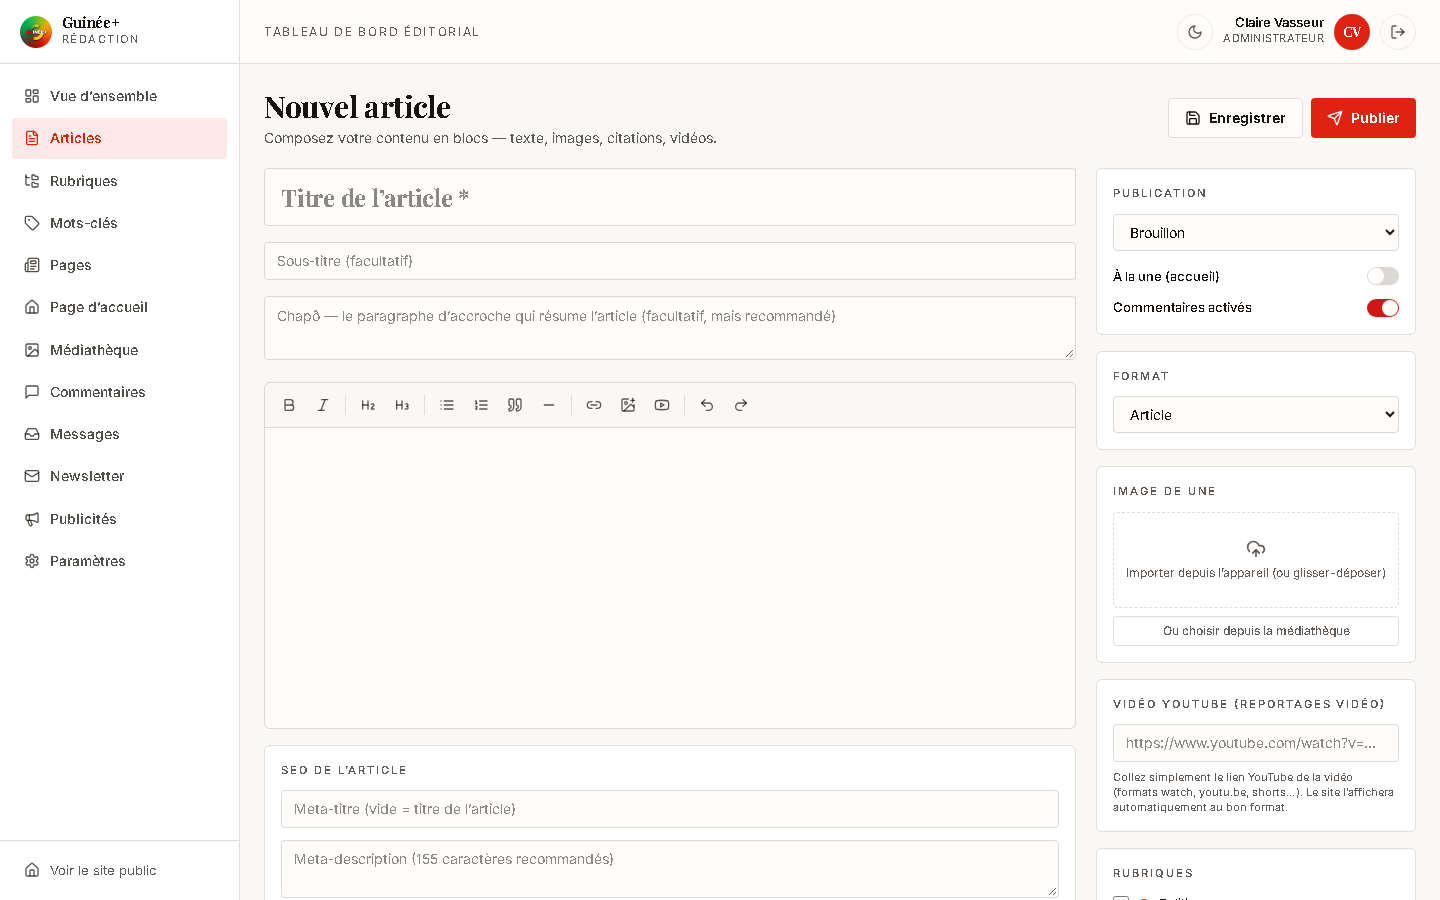 Guinée+
RÉDACTION
TABLEAU DE BORD ÉDITORIAL
Claire Vasseur
ADMINISTRATEUR
CV
Vue d'ensemble
Articles
Rubriques
Mots-clés
Pages
Page d'accueil
Médiathèque
Commentaires
Messages
Newsletter
Publicités
Paramètres
Voir le site public
Nouvel article
Composez votre contenu en blocs — texte, images, citations, vidéos.
Enregistrer
Publier
Titre de l'article *
Sous-titre (facultatif)
Chapô — le paragraphe d'accroche qui résume l'article (facultatif, mais recommandé)
H2
H3
SEO DE L'ARTICLE
Meta-titre (vide = titre de l'article)
Meta-description (155 caractères recommandés)
PUBLICATION
Brouillon
À la une (accueil)
Commentaires activés
FORMAT
Article
IMAGE DE UNE
Importer depuis l'appareil (ou glisser-déposer)
Ou choisir depuis la médiathèque
VIDÉO YOUTUBE (REPORTAGES VIDÉO)
https://www.youtube.com/watch?v=...
Collez simplement le lien YouTube de la vidéo
(formats watch, youtu.be, shorts…). Le site l'affichera
automatiquement au bon format.
RUBRIQUES